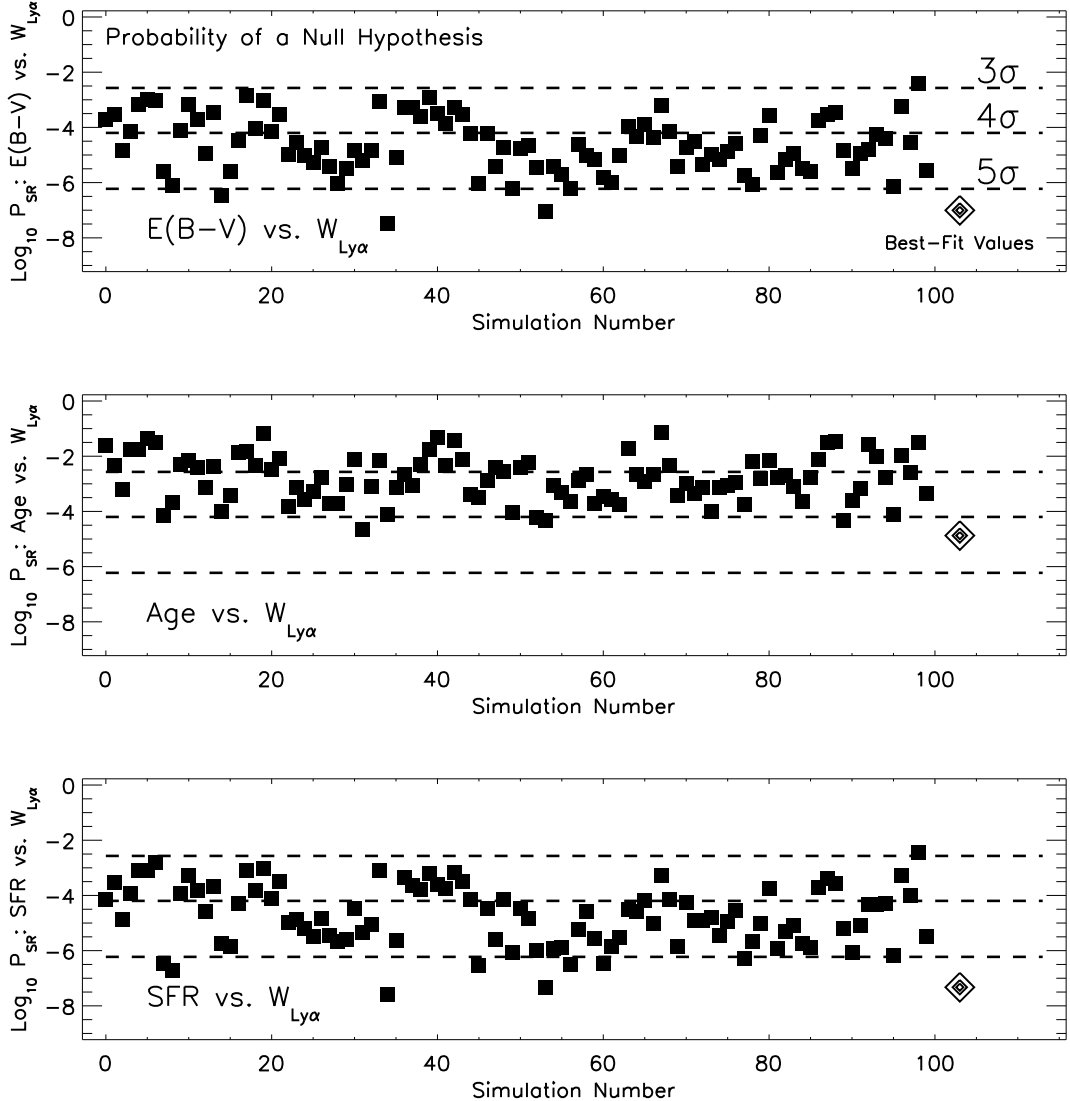 Probability of a Null Hypothesis
Log₁₀ P_SR: E(B−V) vs. W_Lyα
0
−2
−4
−6
−8
3σ
4σ
5σ
E(B−V) vs. W_Lyα
Best−Fit Values
0 20 40 60 80 100
Simulation Number
Log₁₀ P_SR: Age vs. W_Lyα
0
−2
−4
−6
−8
Age vs. W_Lyα
0 20 40 60 80 100
Simulation Number
Log₁₀ P_SR: SFR vs. W_Lyα
0
−2
−4
−6
−8
SFR vs. W_Lyα
0 20 40 60 80 100
Simulation Number